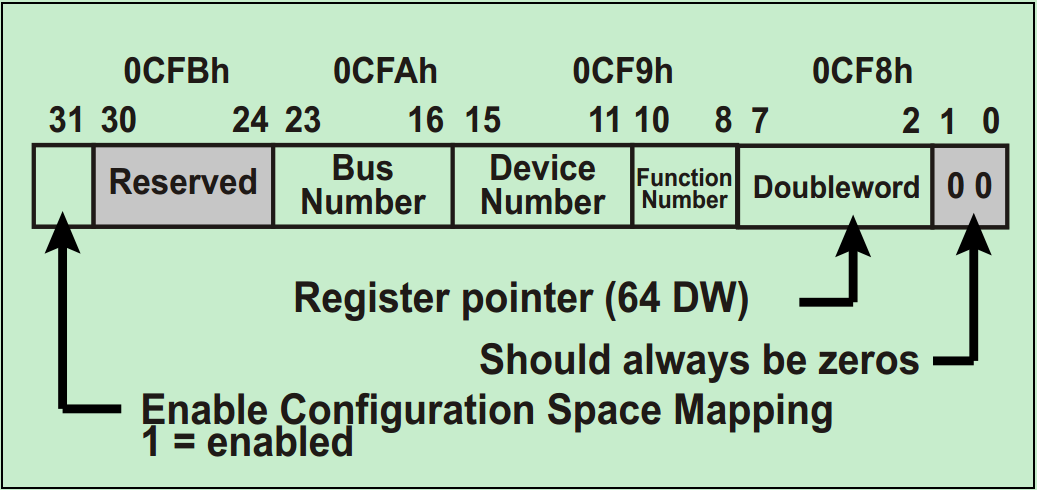 0CFBh 0CFAh 0CF9h 0CF8h
31 30 24 23 16 15 11 10 8 7 2 1 0
Reserved
Bus
Number
Device
Number
Function
Number
Doubleword
0 0
Register pointer (64 DW)
Should always be zeros
Enable Configuration Space Mapping
1 = enabled